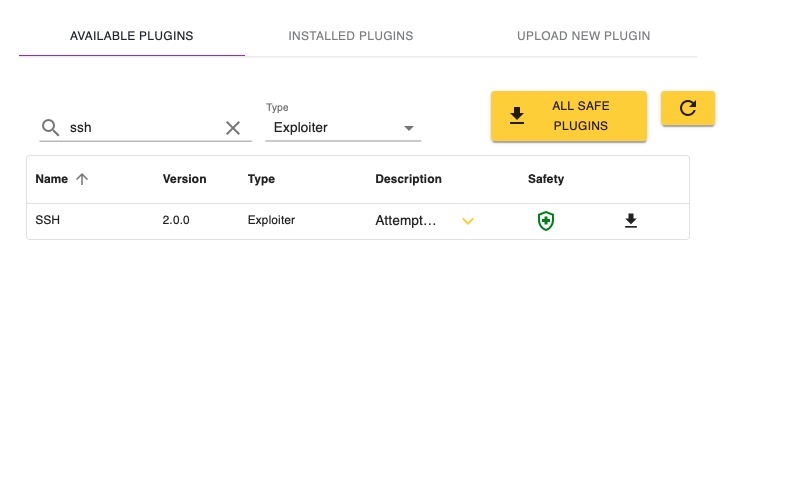 AVAILABLE PLUGINS INSTALLED PLUGINS UPLOAD NEW PLUGIN
Type
ssh Exploiter
ALL SAFE
PLUGINS
Name Version Type Description Safety
SSH 2.0.0 Exploiter Attempt...